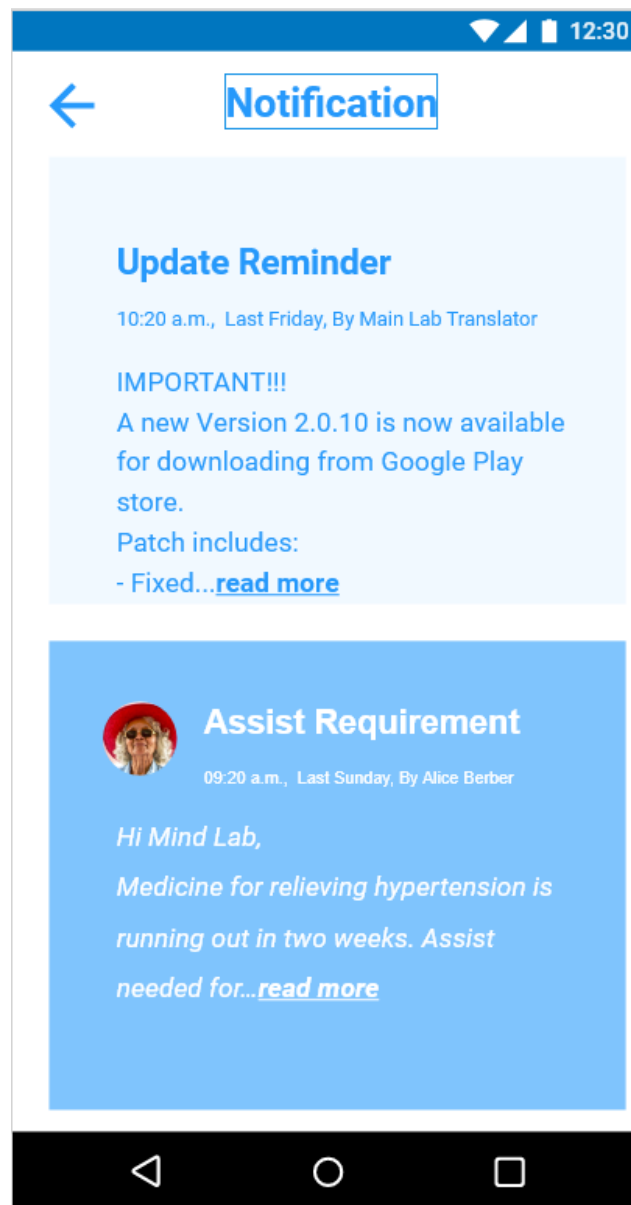 12:30
Notification
Update Reminder
10:20 a.m., Last Friday, By Main Lab Translator
IMPORTANT!!!
A new Version 2.0.10 is now available
for downloading from Google Play
store.
Patch includes:
- Fixed...read more
Assist Requirement
09:20 a.m., Last Sunday, By Alice Berber
Hi Mind Lab,
Medicine for relieving hypertension is
running out in two weeks. Assist
needed for...read more